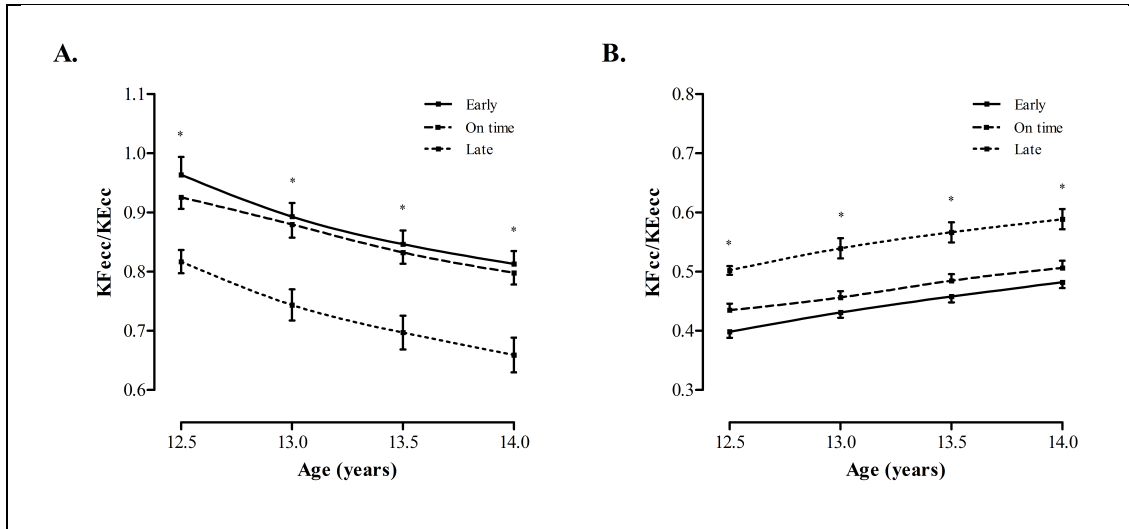 A.
1.1
1.0
0.9
0.8
0.7
0.6
KFecc/KEcc
*
*
*
*
Early
On time
Late
12.5
13.0
13.5
14.0
Age (years)
B.
0.8
0.7
0.6
0.5
0.4
0.3
KFcc/KEecc
*
*
*
*
Early
On time
Late
12.5
13.0
13.5
14.0
Age (years)